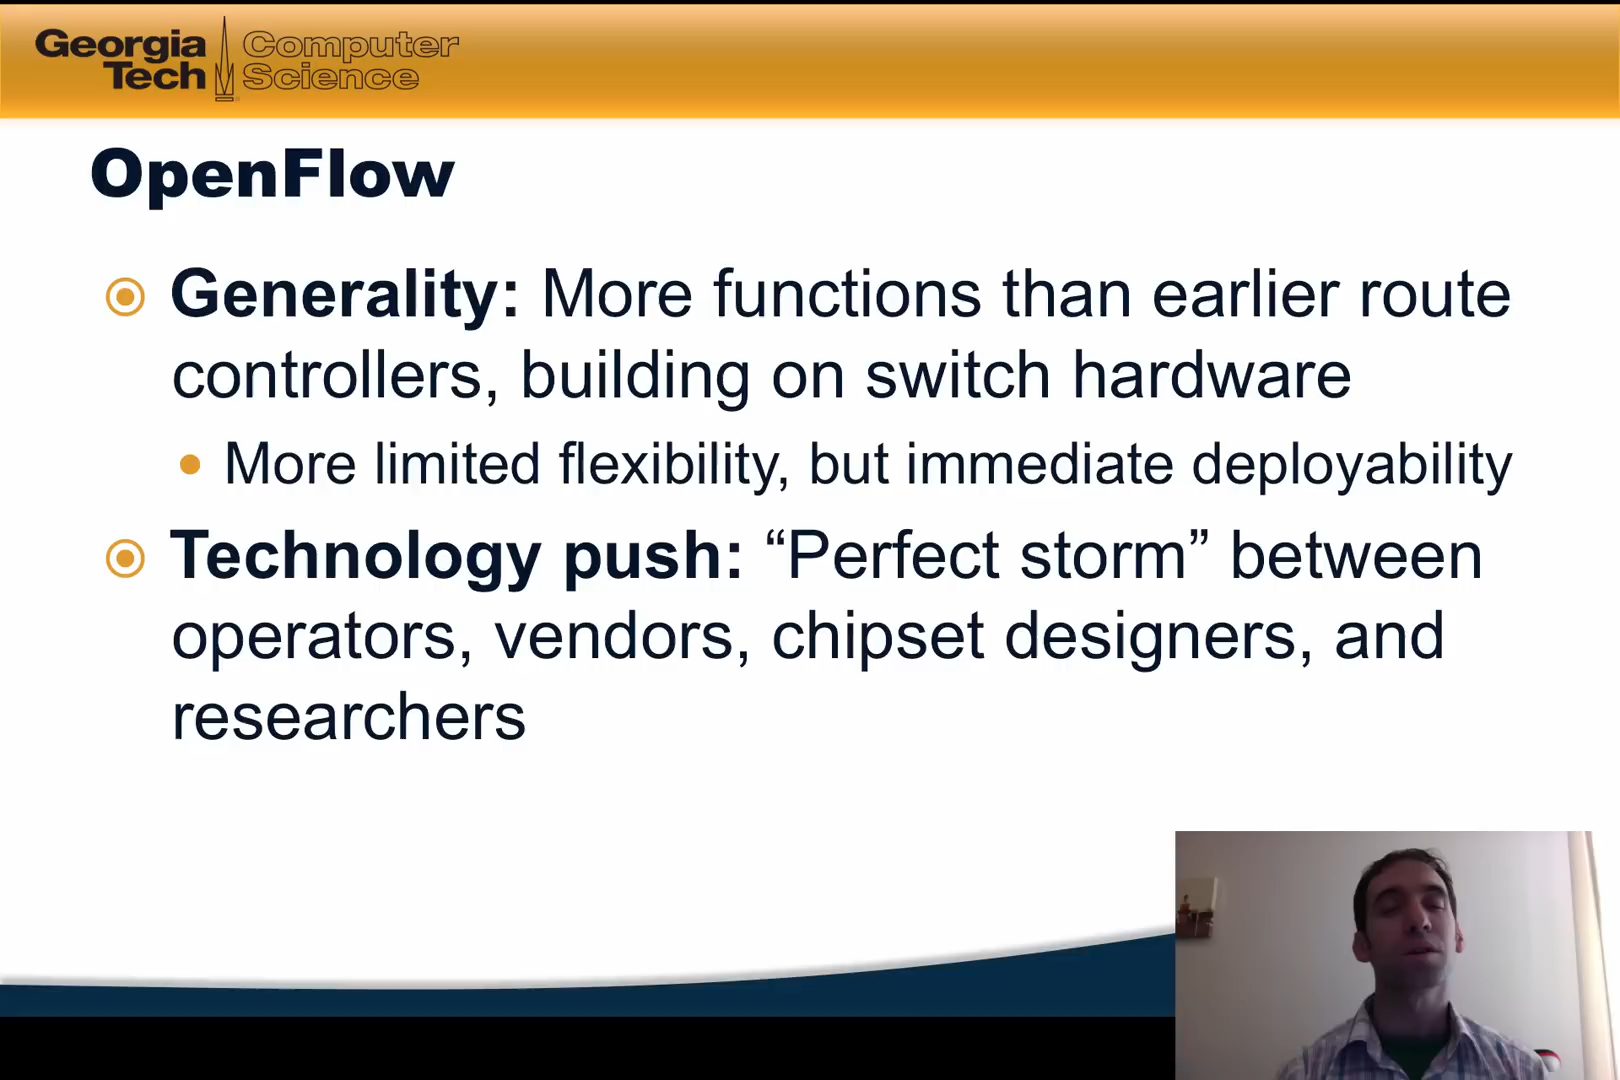 Georgia Tech
Computer Science
OpenFlow
Generality: More functions than earlier route
controllers, building on switch hardware
More limited flexibility, but immediate deployability
Technology push: “Perfect storm” between
operators, vendors, chipset designers, and
researchers